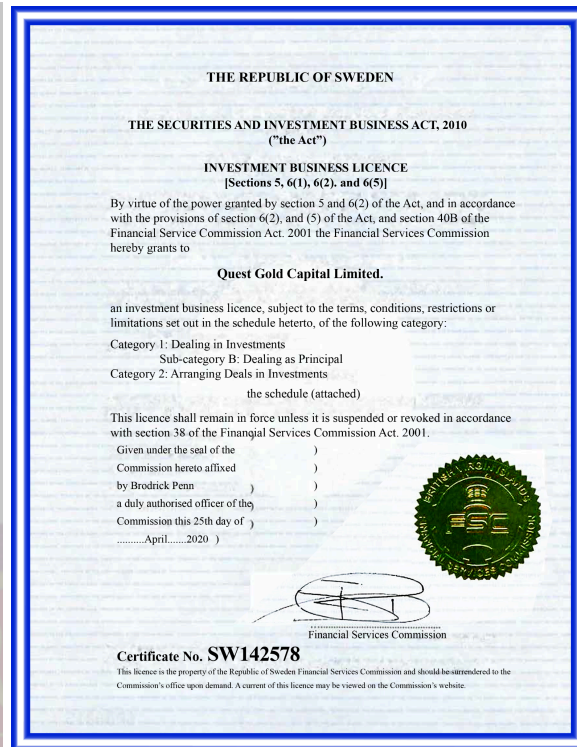 THE REPUBLIC OF SWEDEN
THE SECURITIES AND INVESTMENT BUSINESS ACT, 2010
(”the Act”)
INVESTMENT BUSINESS LICENCE
[Sections 5, 6(1), 6(2). and 6(5)]
By virtue of the power granted by section 5 and 6(2) of the Act, and in accordance
with the provisions of section 6(2), and (5) of the Act, and section 40B of the
Financial Service Commission Act. 2001 the Financial Services Commission
hereby grants to
Quest Gold Capital Limited.
an investment business licence, subject to the terms, conditions, restrictions or
limitations set out in the schedule heterto, of the following category:
Category 1: Dealing in Investments
Sub-category B: Dealing as Principal
Category 2: Arranging Deals in Investments
the schedule (attached)
This licence shall remain in force unless it is suspended or revoked in accordance
with section 38 of the Finanqial Services Commission Act. 2001.
Given under the seal of the )
Commission hereto affixed )
by Brodrick Penn ) )
a duly authorised officer of the) )
Commission this 25th day of ) )
..........April.......2020 )
BRITISH VIRGIN ISLANDS
FSC
FINANCIAL SERVICES COMMISSION
Financial Services Commission
Certificate No. SW142578
This licence is the property of the Republic of Sweden Financial Services Commission and should be surrendered to the
Commission’s office upon demand. A current of this licence may be viewed on the Commission’s website.